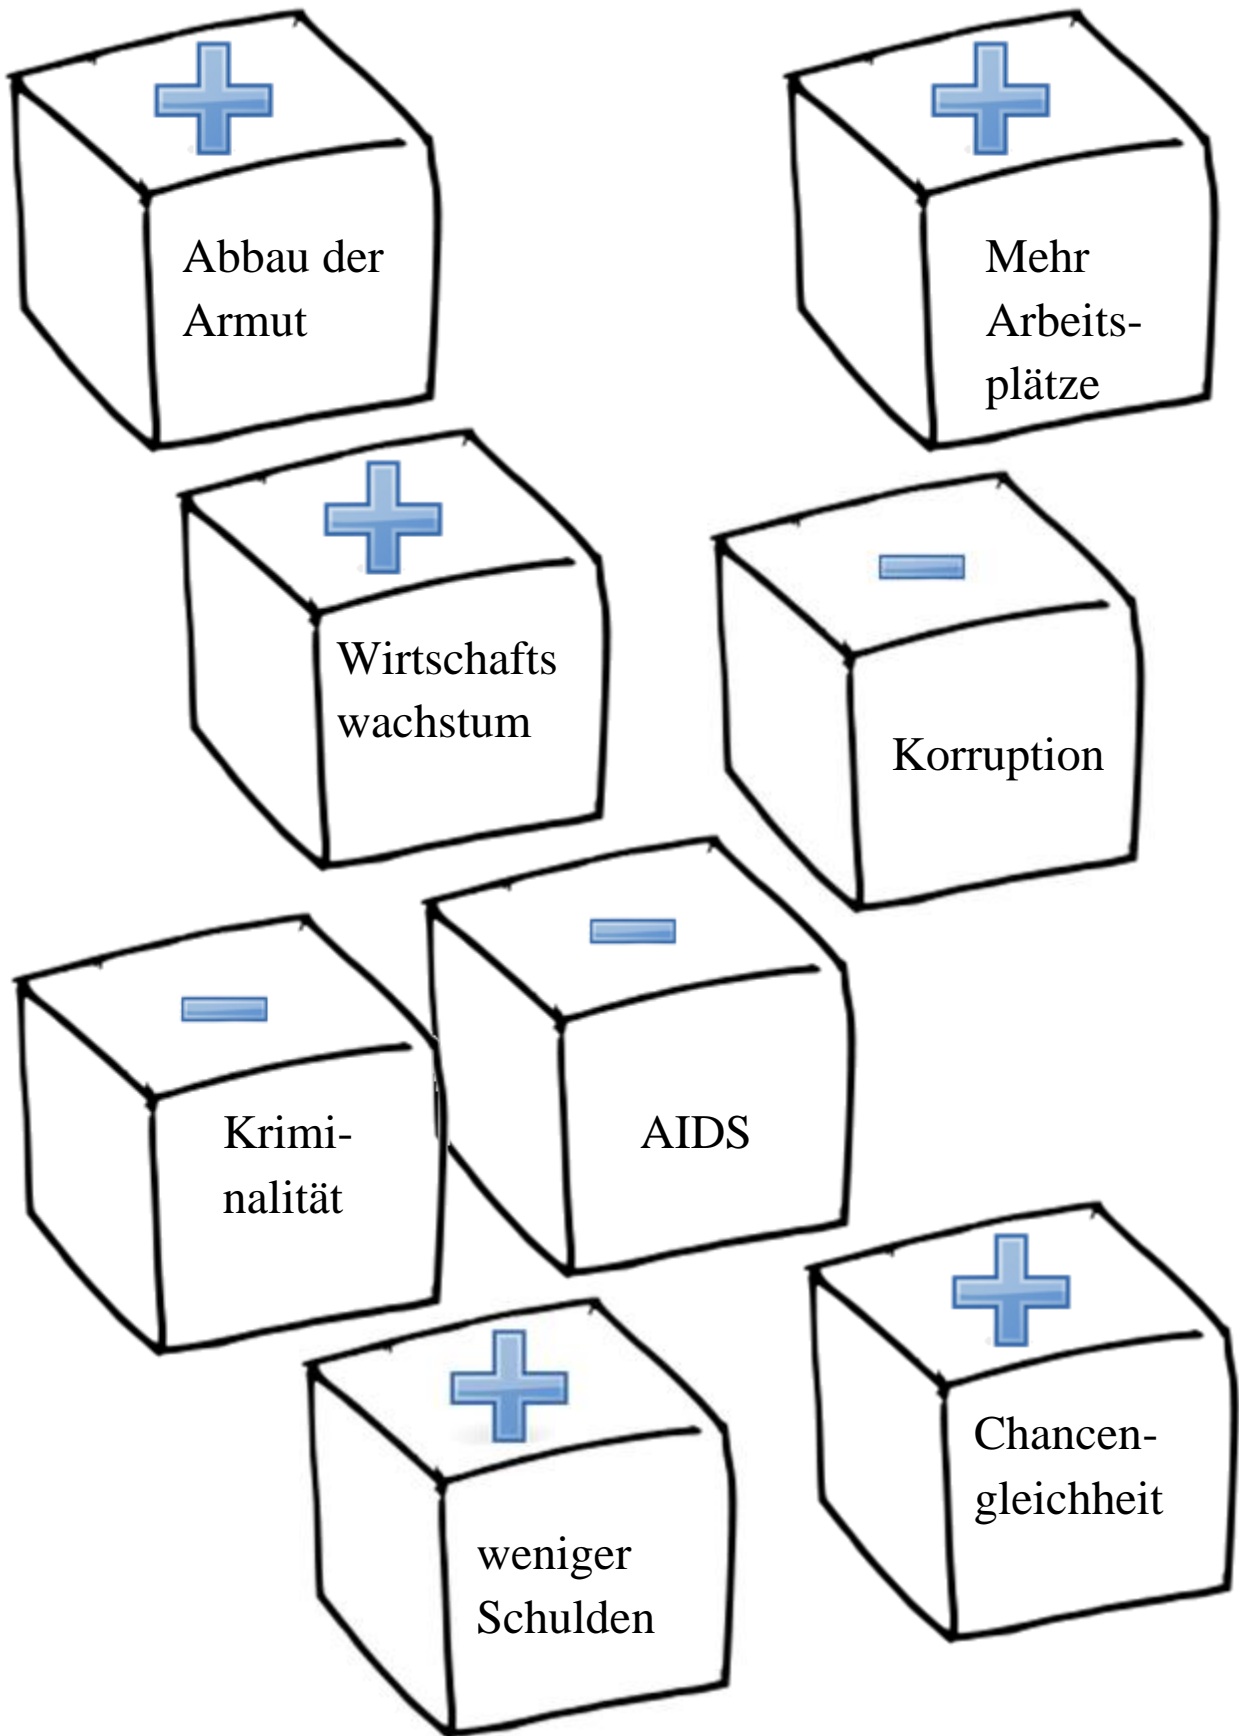 Abbau der
Armut
Mehr
Arbeits-
plätze
Wirtschafts
wachstum
Korruption
Krimi-
nalität
AIDS
Chancen-
gleichheit
weniger
Schulden